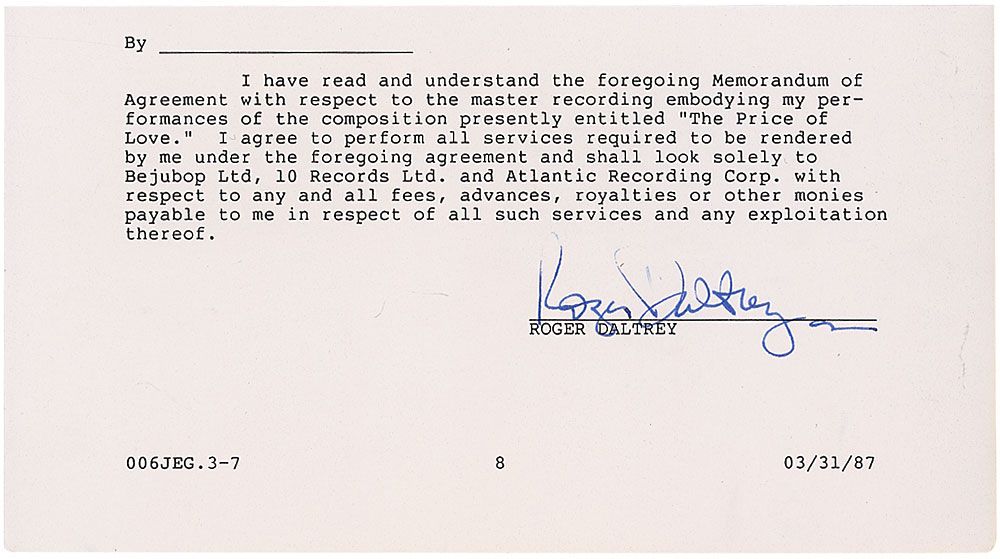 By
I have read and understand the foregoing Memorandum of
Agreement with respect to the master recording embodying my per-
formances of the composition presently entitled "The Price of
Love." I agree to perform all services required to be rendered
by me under the foregoing agreement and shall look solely to
Bejubop Ltd, 10 Records Ltd. and Atlantic Recording Corp. with
respect to any and all fees, advances, royalties or other monies
payable to me in respect of all such services and any exploitation
thereof.
Roger Daltrey
ROGER DALTREY
006JEG.3-7 8 03/31/87